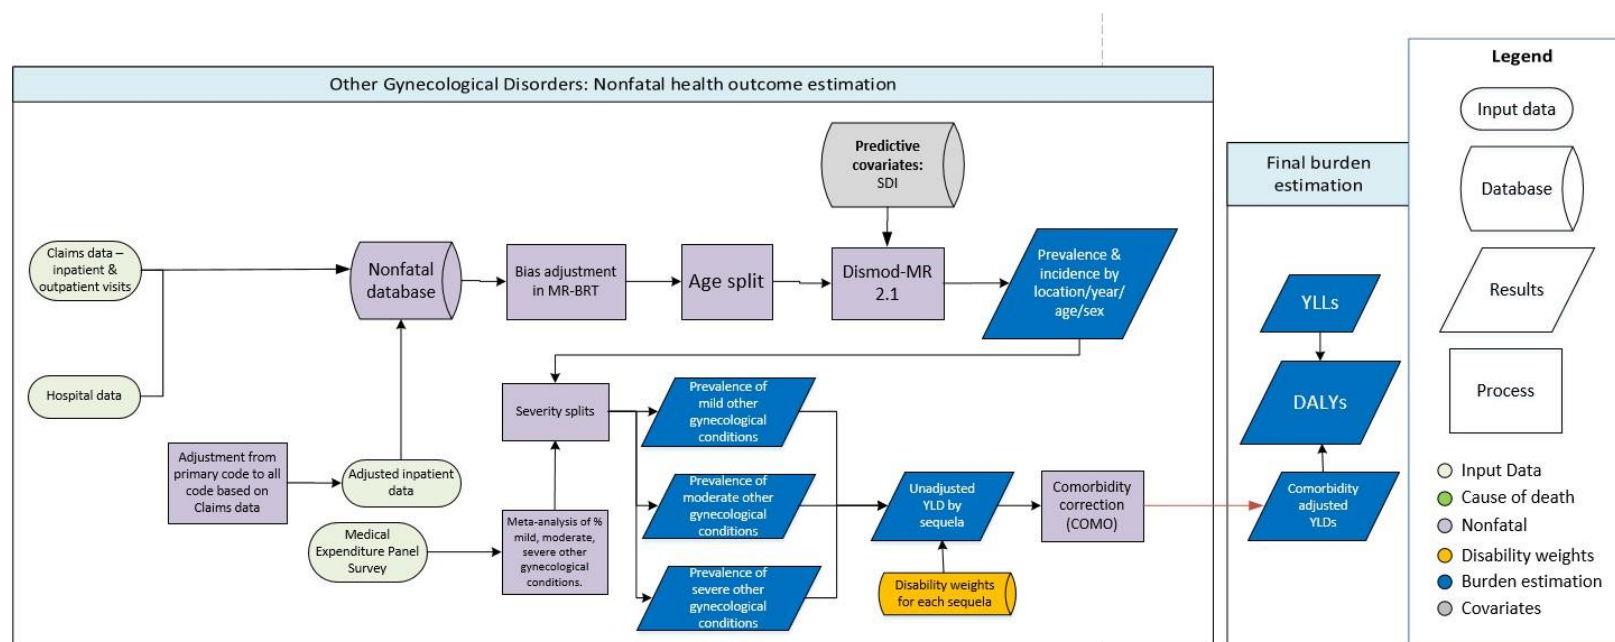 Other Gynecological Disorders: Nonfatal health outcome estimation
Predictive
covariates:
SDI
Claims data –
inpatient &
outpatient visits
Nonfatal
database
Bias adjustment
in MR-BRT
Age split
Dismod-MR
2.1
Prevalence &
incidence by
location/year/
age/sex
Hospital data
Severity splits
Prevalence of
mild other
gynecological
conditions
Adjustment from
primary code to all
code based on
Claims data
Adjusted inpatient
data
Medical
Expenditure Panel
Survey
Meta-analysis of %
mild, moderate,
severe other
gynecological
conditions.
Prevalence of
moderate other
gynecological
conditions
Prevalence of
severe other
gynecological
conditions
Unadjusted
YLD by
sequela
Disability weights
for each sequela
Comorbidity
correction
(COMO)
Final burden
estimation
YLLs
DALYs
Comorbidity
adjusted
YLDs
Legend
Input data
Database
Results
Process
Input Data
Cause of death
Nonfatal
Disability weights
Burden estimation
Covariates